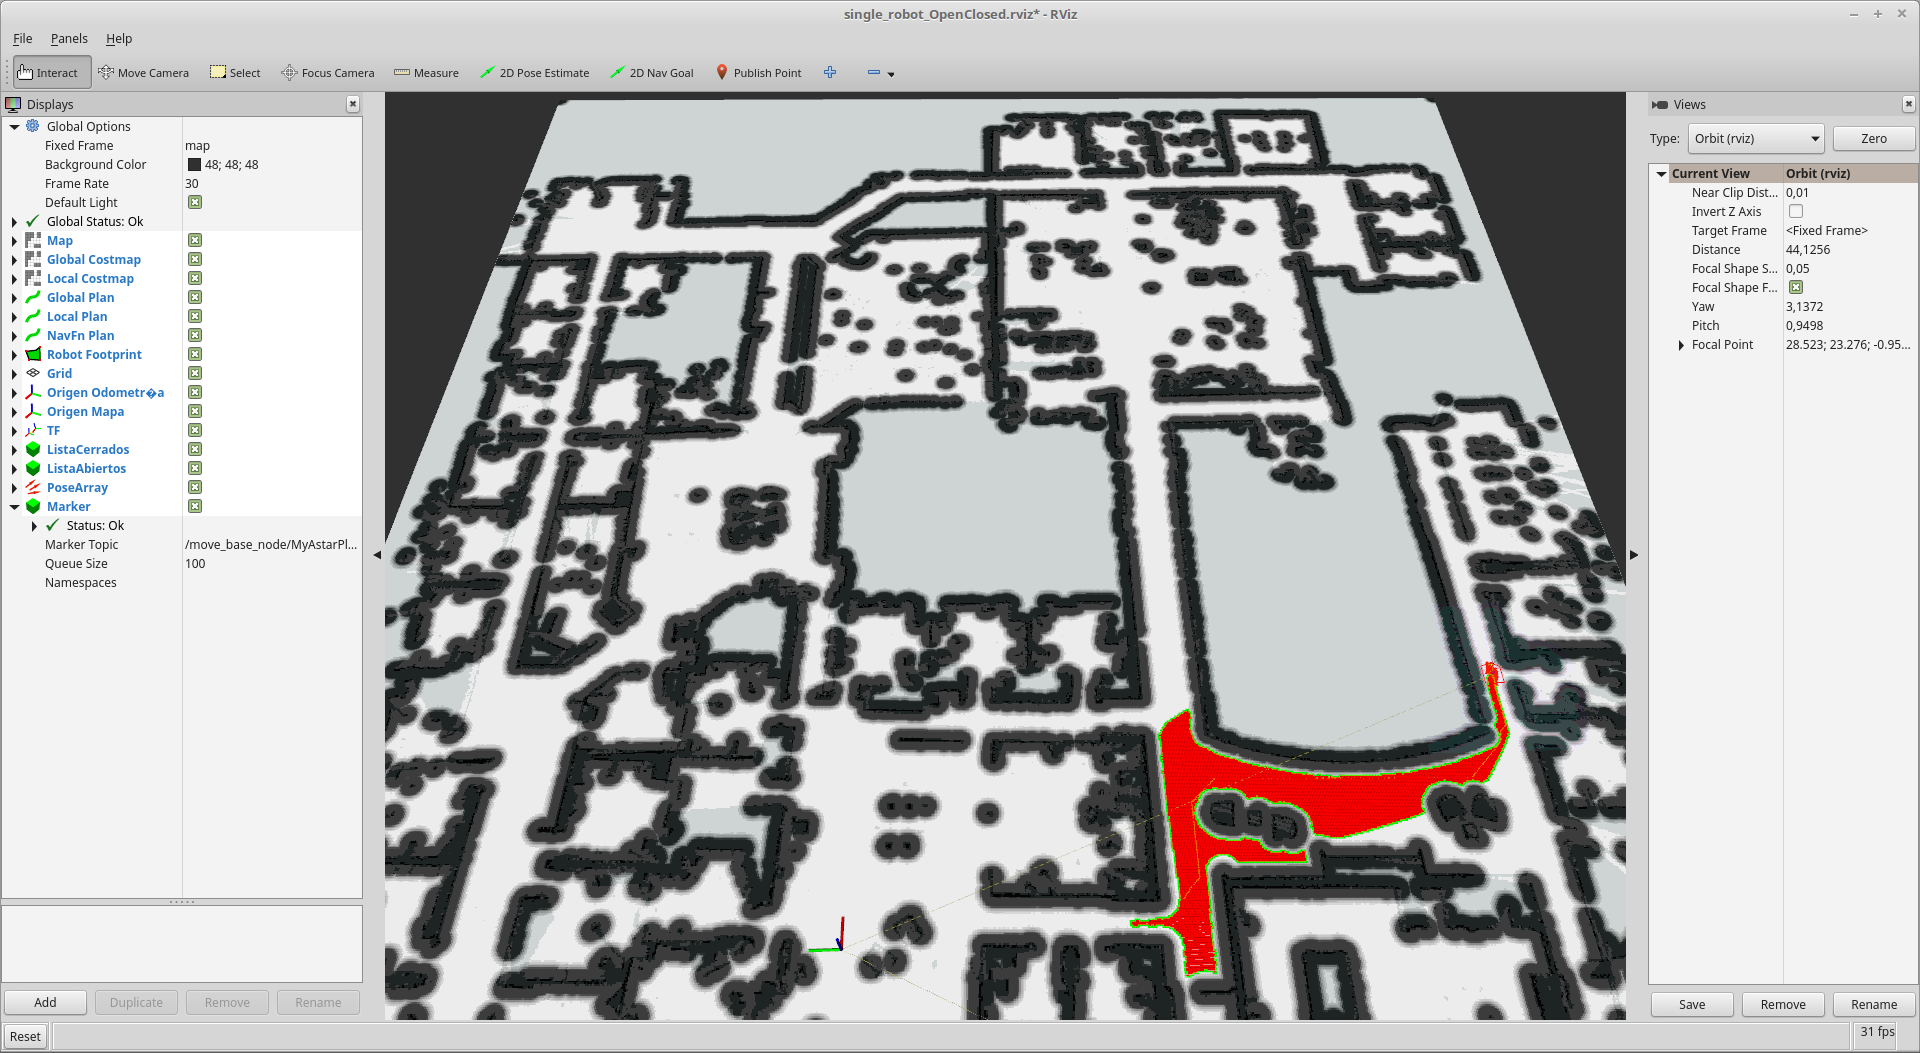 single_robot_OpenClosed.rviz* - RViz
File Panels Help
Interact Move Camera Select Focus Camera Measure 2D Pose Estimate 2D Nav Goal Publish Point
Displays
Global Options
Fixed Frame map
Background Color 48; 48; 48
Frame Rate 30
Default Light
Global Status: Ok
Map
Global Costmap
Local Costmap
Global Plan
Local Plan
NavFn Plan
Robot Footprint
Grid
Origen Odometr�a
Origen Mapa
TF
ListaCerrados
ListaAbiertos
PoseArray
Marker
Status: Ok
Marker Topic /move_base_node/MyAstarPl...
Queue Size 100
Namespaces
Add Duplicate Remove Rename
Reset
Views
Type: Orbit (rviz) Zero
Current View Orbit (rviz)
Near Clip Dist... 0,01
Invert Z Axis
Target Frame <Fixed Frame>
Distance 44,1256
Focal Shape S... 0,05
Focal Shape F...
Yaw 3,1372
Pitch 0,9498
Focal Point 28.523; 23.276; -0.95...
Save Remove Rename
31 fps